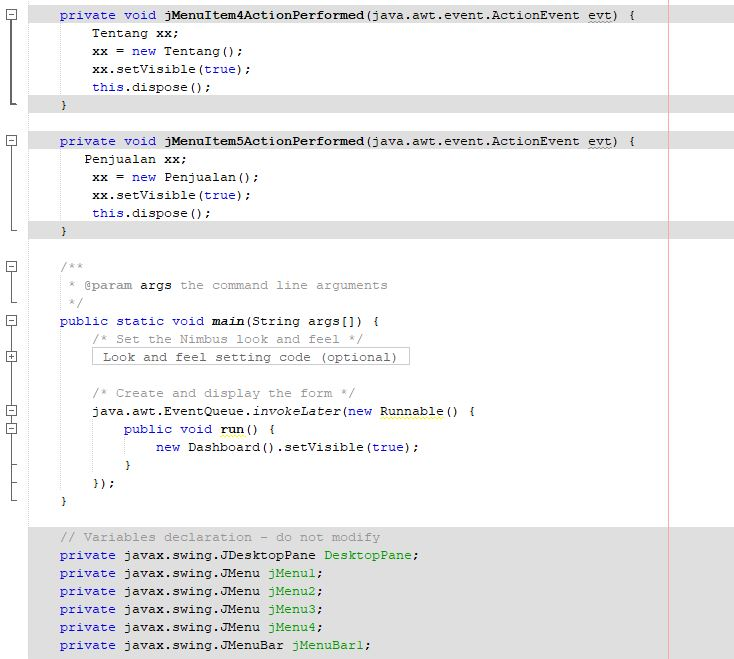 private void jMenuItem4ActionPerformed(java.awt.event.ActionEvent evt) {
Tentang xx;
xx = new Tentang();
xx.setVisible(true);
this.dispose();
}
private void jMenuItem5ActionPerformed(java.awt.event.ActionEvent evt) {
Penjualan xx;
xx = new Penjualan();
xx.setVisible(true);
this.dispose();
}
/**
* @param args the command line arguments
*/
public static void main(String args[]) {
/* Set the Nimbus look and feel */
Look and feel setting code (optional)
/* Create and display the form */
java.awt.EventQueue.invokeLater(new Runnable() {
public void run() {
new Dashboard().setVisible(true);
}
});
}
// Variables declaration - do not modify
private javax.swing.JDesktopPane DesktopPane;
private javax.swing.JMenu jMenu1;
private javax.swing.JMenu jMenu2;
private javax.swing.JMenu jMenu3;
private javax.swing.JMenu jMenu4;
private javax.swing.JMenuBar jMenuBar1;